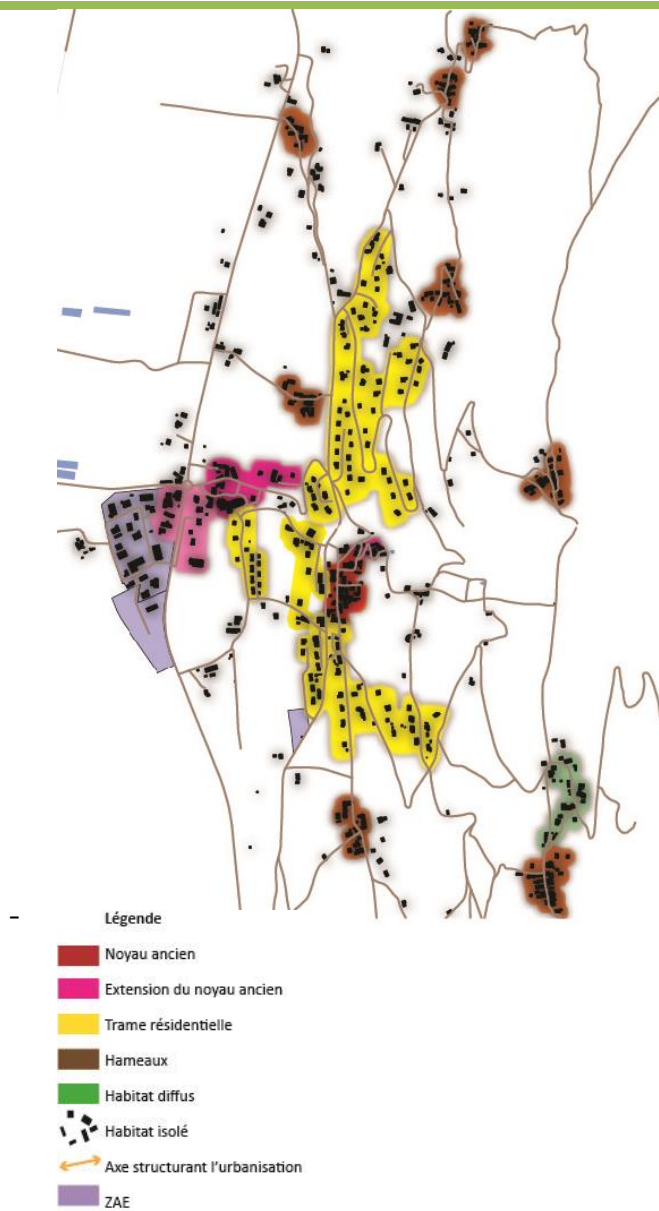 Légende
Noyau ancien
Extension du noyau ancien
Trame résidentielle
Hameaux
Habitat diffus
Habitat isolé
Axe structurant l'urbanisation
ZAE